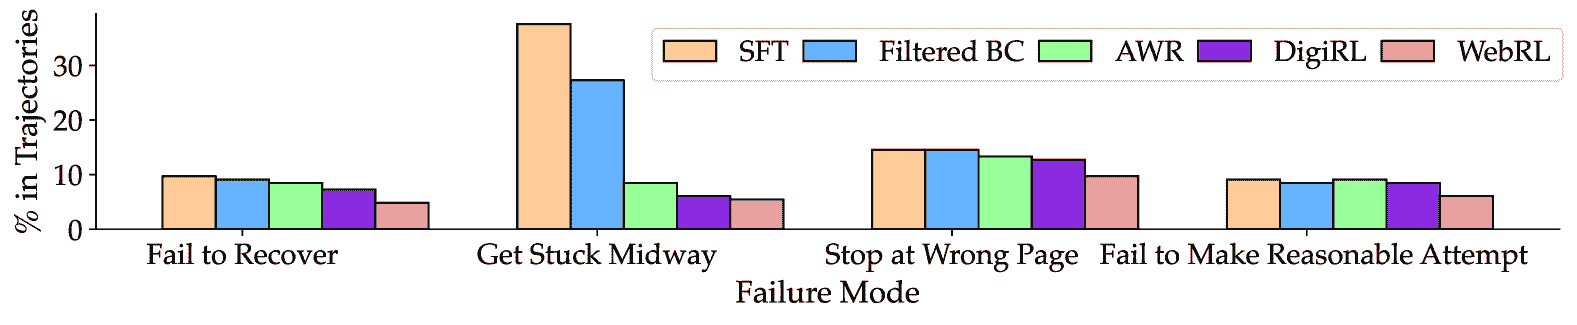 % in Trajectories
30
20
10
0
SFT Filtered BC AWR DigiRL WebRL
Fail to Recover Get Stuck Midway Stop at Wrong Page Fail to Make Reasonable Attempt
Failure Mode